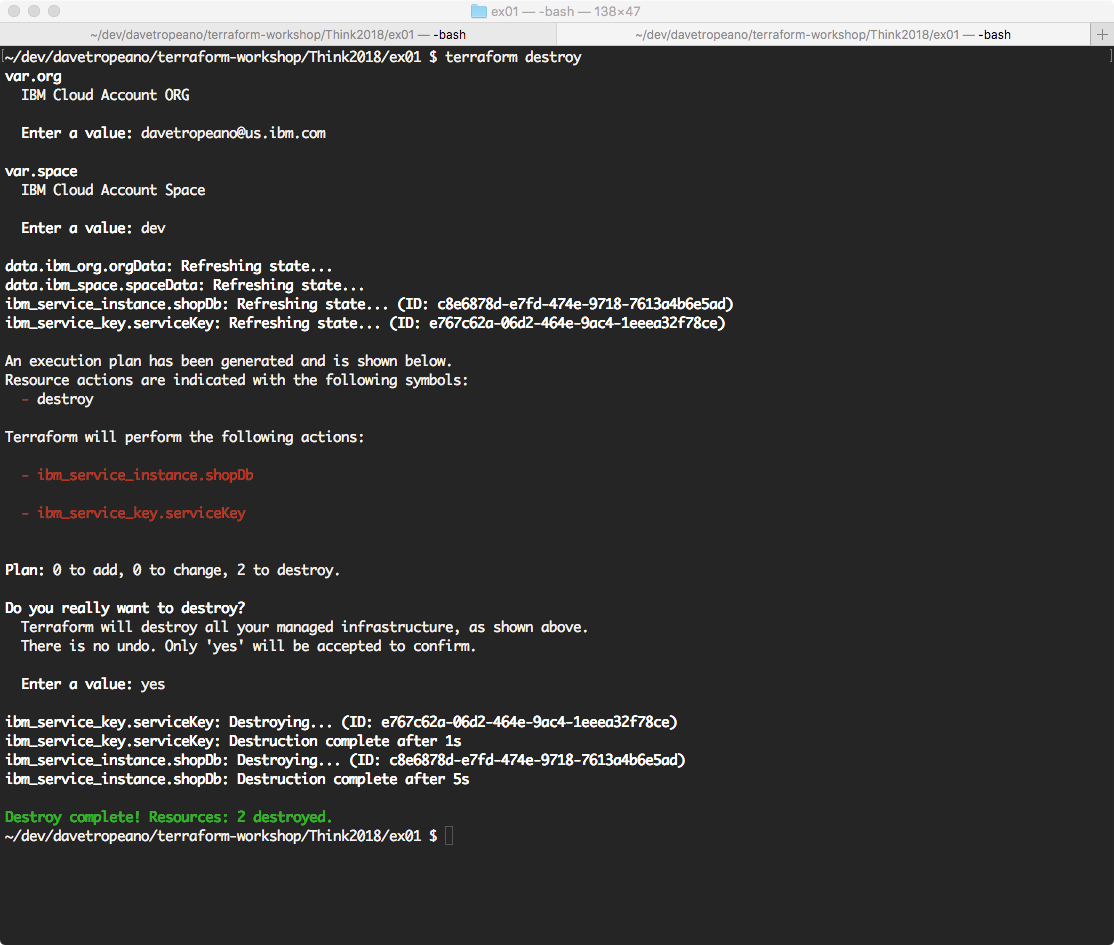 ex01 — -bash — 138×47
~/dev/davetropeano/terraform-workshop/Think2018/ex01 — -bash
~/dev/davetropeano/terraform-workshop/Think2018/ex01 — -bash
[~/dev/davetropeano/terraform-workshop/Think2018/ex01 $ terraform destroy ]
var.org
  IBM Cloud Account ORG
  Enter a value: davetropeano@us.ibm.com
var.space
  IBM Cloud Account Space
  Enter a value: dev
data.ibm_org.orgData: Refreshing state...
data.ibm_space.spaceData: Refreshing state...
ibm_service_instance.shopDb: Refreshing state... (ID: c8e6878d-e7fd-474e-9718-7613a4b6e5ad)
ibm_service_key.serviceKey: Refreshing state... (ID: e767c62a-06d2-464e-9ac4-1eeea32f78ce)
An execution plan has been generated and is shown below.
Resource actions are indicated with the following symbols:
  - destroy
Terraform will perform the following actions:
  - ibm_service_instance.shopDb
  - ibm_service_key.serviceKey
Plan: 0 to add, 0 to change, 2 to destroy.
Do you really want to destroy?
  Terraform will destroy all your managed infrastructure, as shown above.
  There is no undo. Only 'yes' will be accepted to confirm.
  Enter a value: yes
ibm_service_key.serviceKey: Destroying... (ID: e767c62a-06d2-464e-9ac4-1eeea32f78ce)
ibm_service_key.serviceKey: Destruction complete after 1s
ibm_service_instance.shopDb: Destroying... (ID: c8e6878d-e7fd-474e-9718-7613a4b6e5ad)
ibm_service_instance.shopDb: Destruction complete after 5s
Destroy complete! Resources: 2 destroyed.
~/dev/davetropeano/terraform-workshop/Think2018/ex01 $